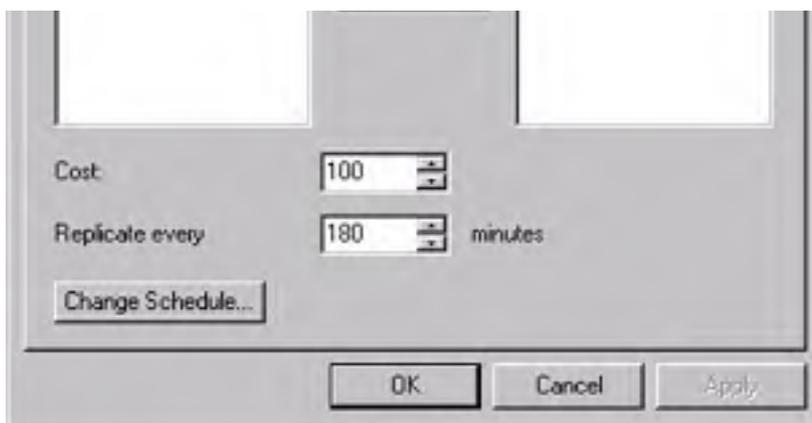 Cost: 100
Replicate every 180 minutes
Change Schedule...
OK Cancel Apply